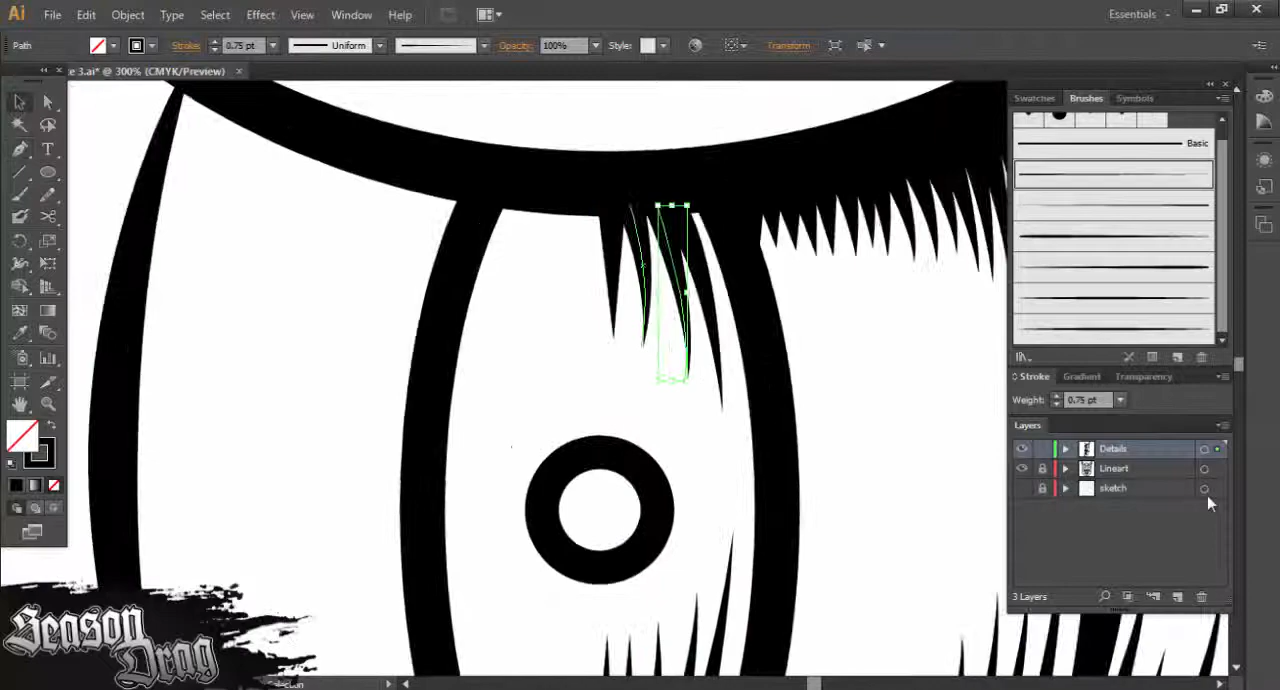 Ai File Edit Object Type Select Effect View Window Help Essentials
Path Stroke: 0.75 pt Uniform Opacity: 100% Style: Transform
e 3.ai* @ 300% (CMYK/Preview)
Swatches Brushes Symbols
Basic
Stroke Gradient Transparency
Weight: 0.75 pt
Layers
Details
Lineart
sketch
3 Layers
Season
Drag
Selection